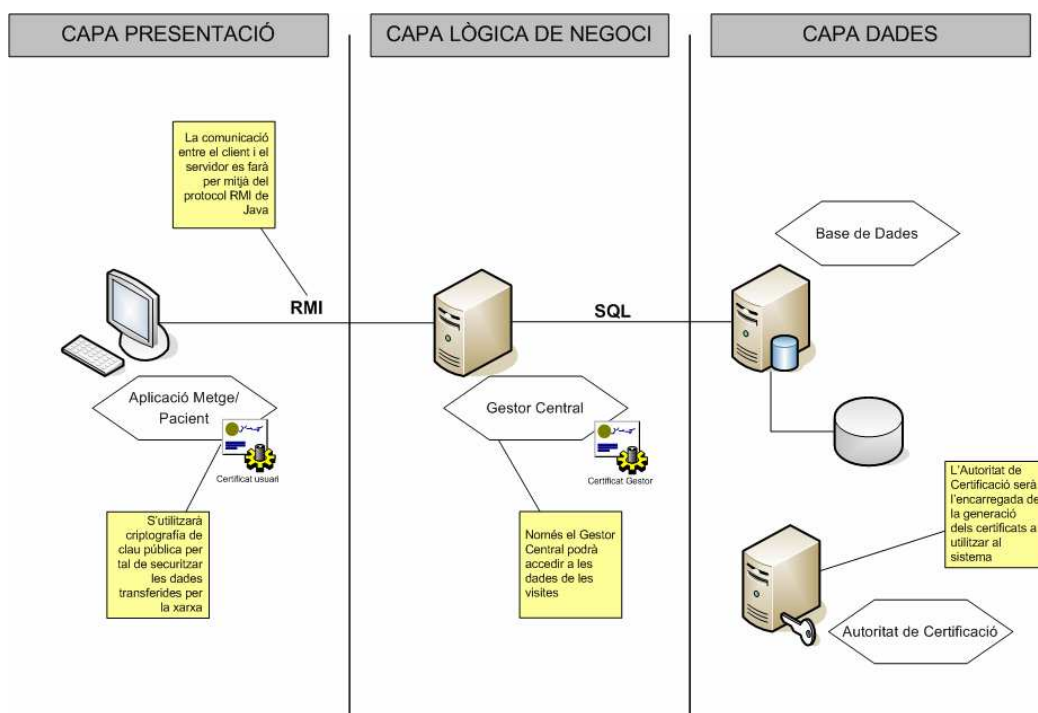 CAPA PRESENTACIÓ
CAPA LÒGICA DE NEGOCI
CAPA DADES
La comunicació
entre el client i el
servidor es farà
per mitjà del
protocol RMI de
Java
Base de Dades
RMI
SQL
Aplicació Metge/
Pacient
Certificat usuari
Gestor Central
Certificat Gestor
S'utilitzarà
criptografía de
clau pública per
tal de securitzar
les dades
transferides per
la xarxa
Només el Gestor
Central podrà
accedir a les
dades de les
visites
L'Autoritat de
Certificació serà
l'encarregada de
la generació
dels certificats a
utilitzar al
sistema
Autoritat de Certificació